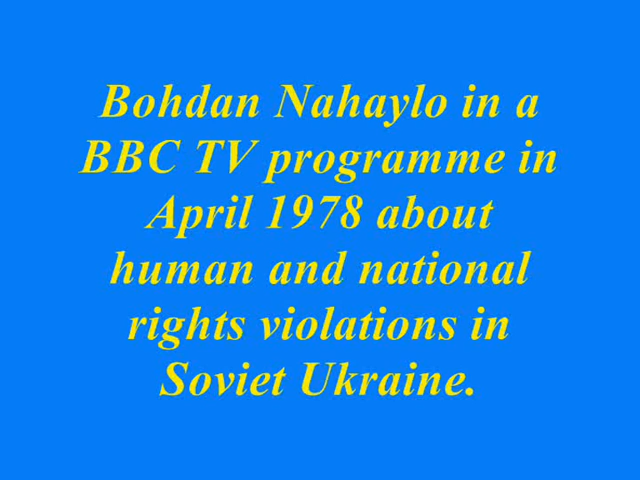 Bohdan Nahaylo in a
BBC TV programme in
April 1978 about
human and national
rights violations in
Soviet Ukraine.